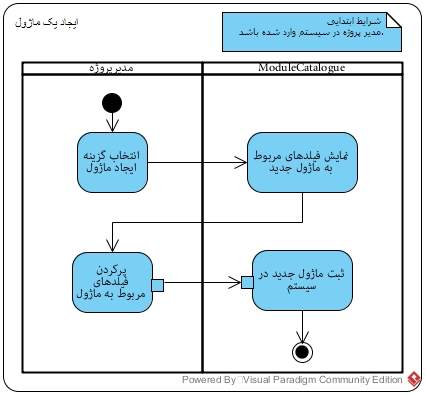 ایجاد یک ماژول
شرایط ابتدایی
مدیر پروژه در سیستم وارد شده باشد.
مدیرپروژه
ModuleCatalogue
انتخاب گزینه
ایجاد ماژول
نمایش فیلدهای مربوط
به ماژول جدید
پرکردن
فیلدهای
مربوط به ماژول
ثبت ماژول جدید در
سیستم
Powered By Visual Paradigm Community Edition